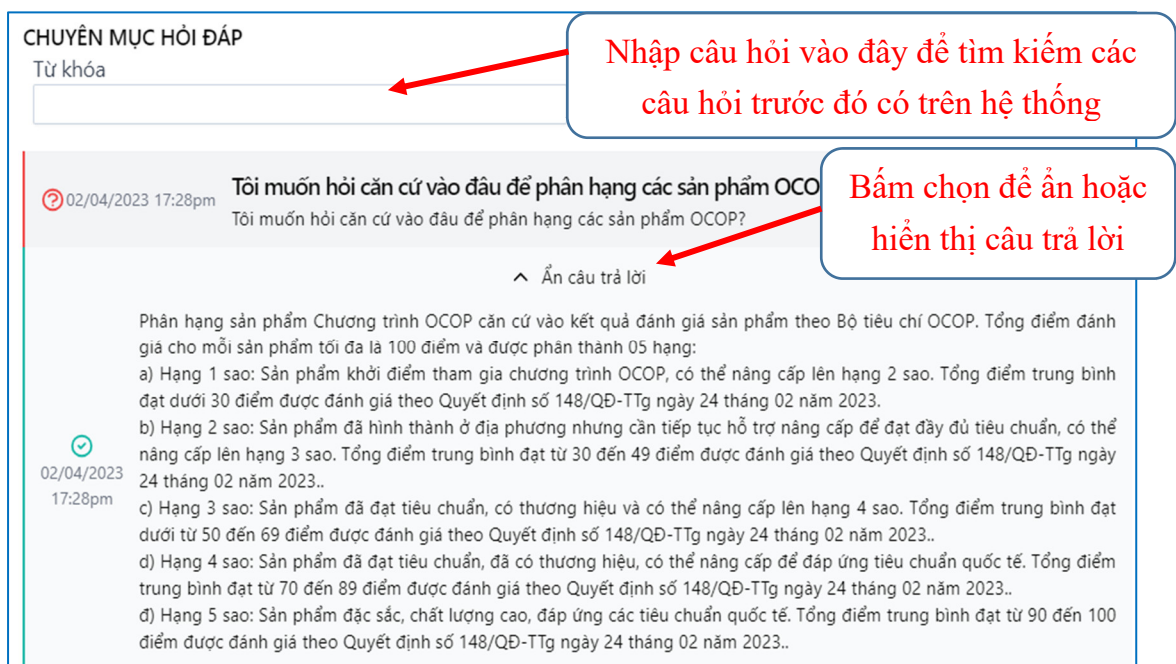 CHUYÊN MỤC HỎI ĐÁP
Từ khóa
Nhập câu hỏi vào đây để tìm kiếm các
câu hỏi trước đó có trên hệ thống
02/04/2023 17:28pm
Tôi muốn hỏi căn cứ vào đâu để phân hạng các sản phẩm OCO
Tôi muốn hỏi căn cứ vào đâu để phân hạng các sản phẩm OCOP?
Bấm chọn để ẩn hoặc
hiển thị câu trả lời
Ẩn câu trả lời
Phân hạng sản phẩm Chương trình OCOP căn cứ vào kết quả đánh giá sản phẩm theo Bộ tiêu chí OCOP. Tổng điểm đánh
giá cho mỗi sản phẩm tối đa là 100 điểm và được phân thành 05 hạng:
a) Hạng 1 sao: Sản phẩm khởi điểm tham gia chương trình OCOP, có thể nâng cấp lên hạng 2 sao. Tổng điểm trung bình
đạt dưới 30 điểm được đánh giá theo Quyết định số 148/QĐ-TTg ngày 24 tháng 02 năm 2023.
b) Hạng 2 sao: Sản phẩm đã hình thành ở địa phương nhưng cần tiếp tục hỗ trợ nâng cấp để đạt đầy đủ tiêu chuẩn, có thể
nâng cấp lên hạng 3 sao. Tổng điểm trung bình đạt từ 30 đến 49 điểm được đánh giá theo Quyết định số 148/QĐ-TTg ngày
24 tháng 02 năm 2023..
02/04/2023
17:28pm
c) Hạng 3 sao: Sản phẩm đã đạt tiêu chuẩn, có thương hiệu và có thể nâng cấp lên hạng 4 sao. Tổng điểm trung bình đạt
dưới từ 50 đến 69 điểm được đánh giá theo Quyết định số 148/QĐ-TTg ngày 24 tháng 02 năm 2023..
d) Hạng 4 sao: Sản phẩm đã đạt tiêu chuẩn, đã có thương hiệu, có thể nâng cấp để đáp ứng tiêu chuẩn quốc tế. Tổng điểm
trung bình đạt từ 70 đến 89 điểm được đánh giá theo Quyết định số 148/QĐ-TTg ngày 24 tháng 02 năm 2023..
đ) Hạng 5 sao: Sản phẩm đặc sắc, chất lượng cao, đáp ứng các tiêu chuẩn quốc tế. Tổng điểm trung bình đạt từ 90 đến 100
điểm được đánh giá theo Quyết định số 148/QĐ-TTg ngày 24 tháng 02 năm 2023..